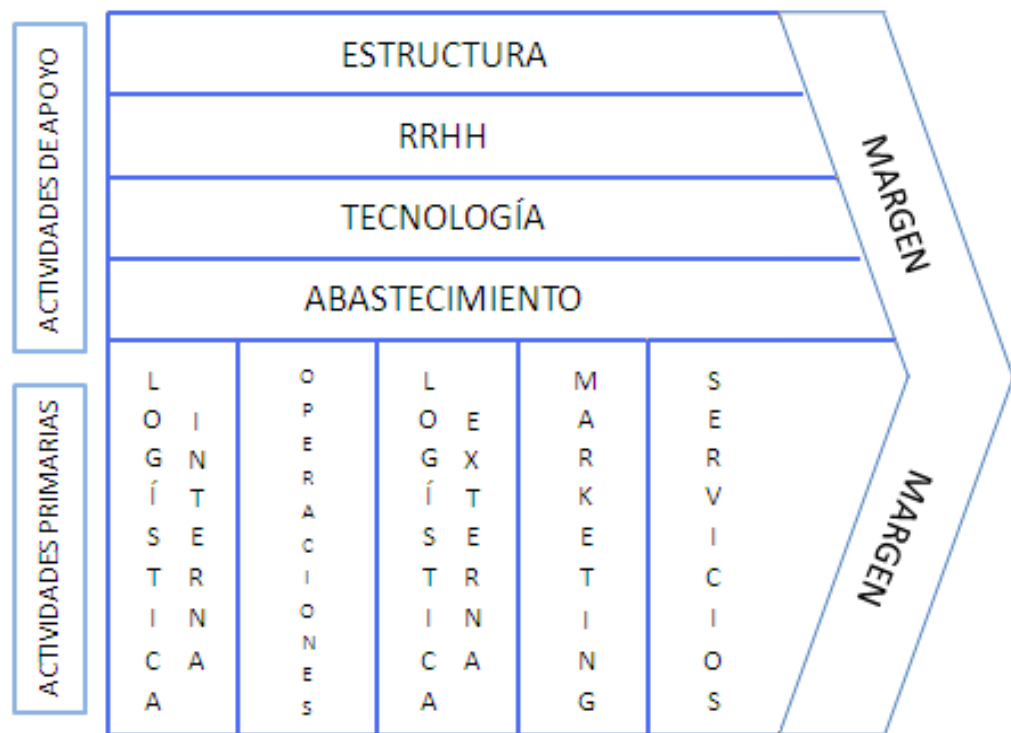 ACTIVIDADES DE APOYO
ESTRUCTURA
RRHH
TECNOLOGÍA
ABASTECIMIENTO
MARGEN
ACTIVIDADES PRIMARIAS
LOGÍSTICA
INTERNA
OPERACIONES
LOGÍSTICA
EXTERNA
MARKETING
SERVICIOS
MARGEN